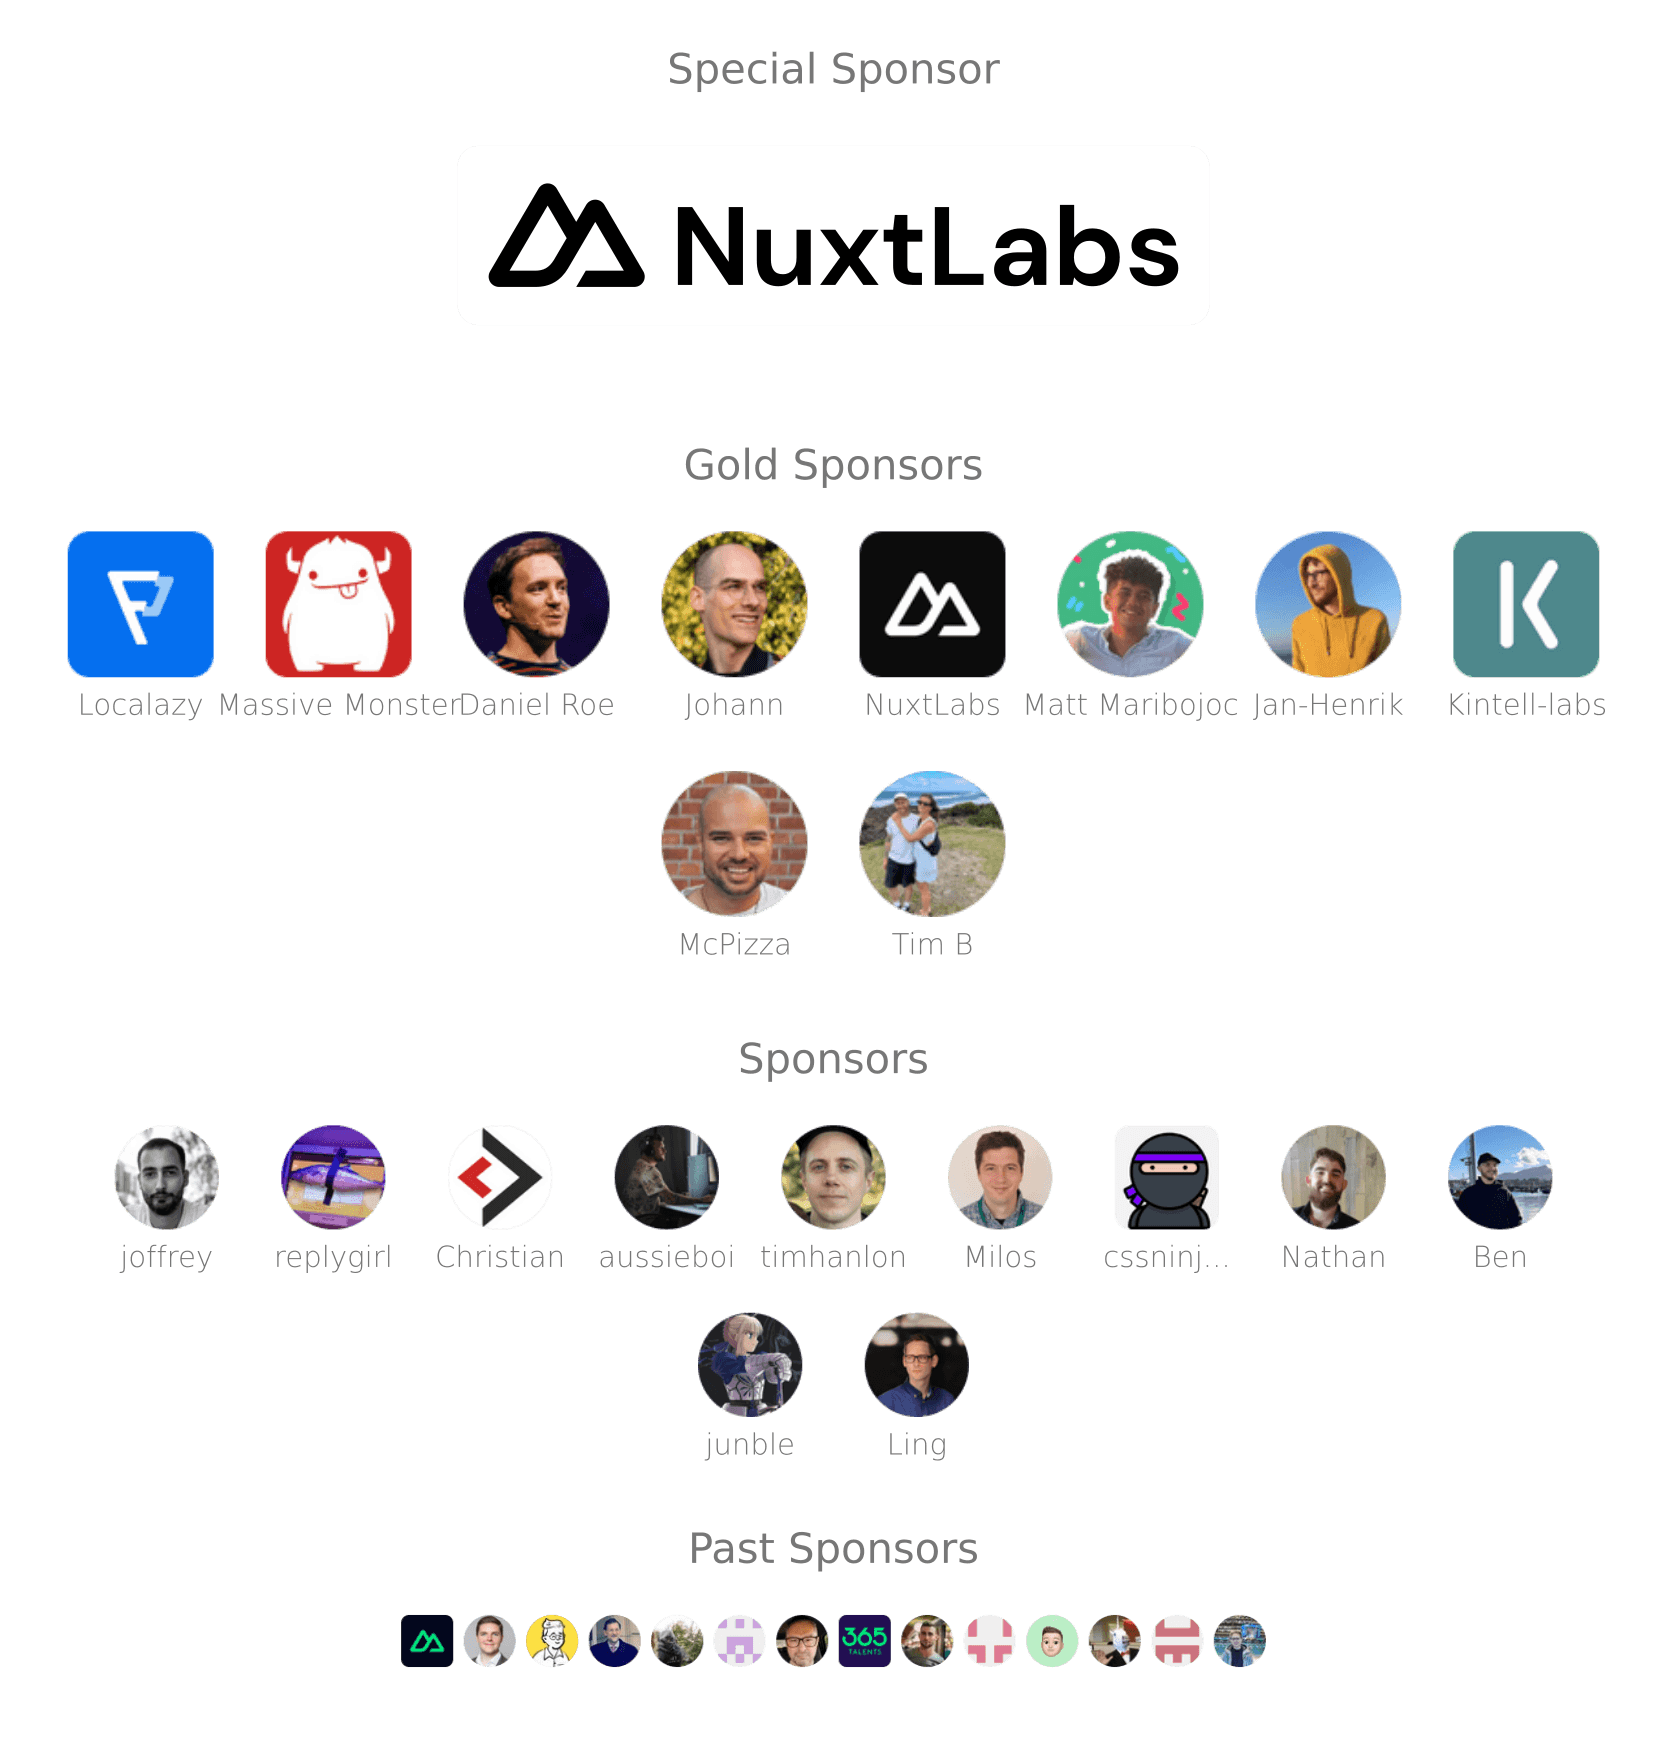 Special Sponsor
NuxtLabs
Gold Sponsors
Localazy Massive Monster Daniel Roe Johann NuxtLabs Matt Maribojoc Jan-Henrik Kintell-labs
McPizza Tim B
Sponsors
joffrey replygirl Christian aussieboi timhanlon Milos cssninj... Nathan Ben
junble Ling
Past Sponsors
365
TALENTS